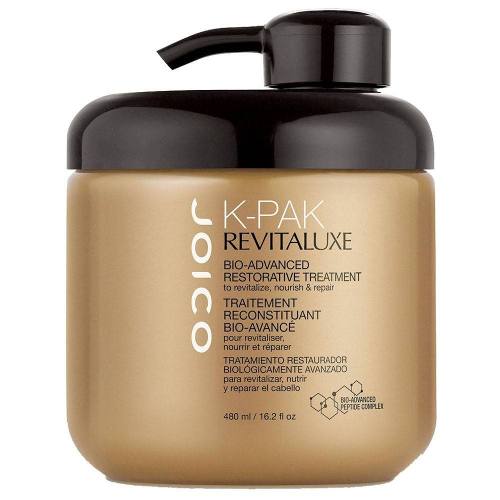 JOICO
K-PAK
REVITALUXE
BIO-ADVANCED
RESTORATIVE TREATMENT
to revitalize, nourish & repair
TRAITEMENT
RECONSTITUANT
BIO-AVANCÉ
pour revitaliser,
nourrir et réparer
TRATAMIENTO RESTAURADOR
BIOLÓGICAMENTE AVANZADO
para revitalizar, nutrir
y reparar el cabello
480 ml / 16.2 fl oz
BIO-ADVANCED
PEPTIDE COMPLEX